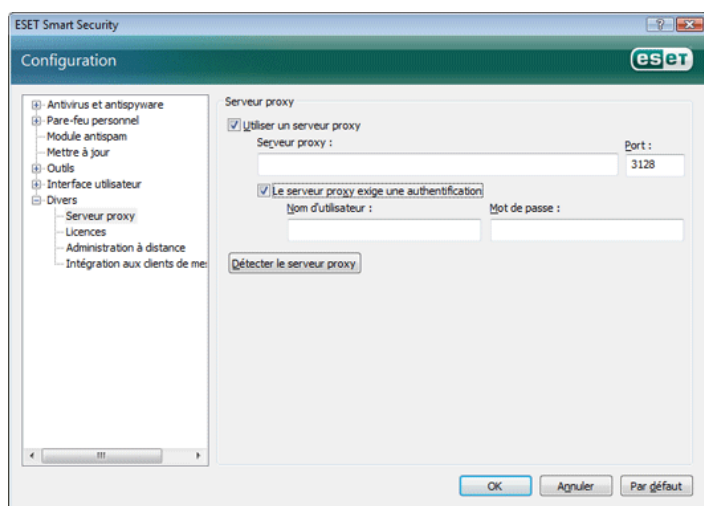 ESET Smart Security
Configuration
eset
Antivirus et antispyware
Pare-feu personnel
Module antispam
Mettre à jour
Outils
Interface utilisateur
Divers
Serveur proxy
Licences
Administration à distance
Intégration aux clients de me
Serveur proxy
Utiliser un serveur proxy
Serveur proxy :
Port :
3128
Le serveur proxy exige une authentification
Nom d'utilisateur :
Mot de passe :
Détecter le serveur proxy
OK
Annuler
Par défaut